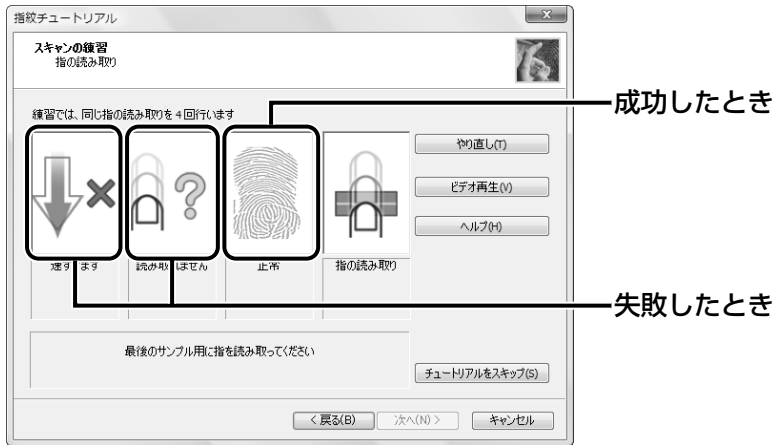 指紋チュートリアル
スキャンの練習
指の読み取り
成功したとき
練習では、同じ指の読み取りを4回行います
やり直し(T)
ビデオ再生(V)
ヘルプ(H)
正常
指の読み取り
失敗したとき
最後のサンプル用に指を読み取ってください
チュートリアルをスキップ(S)
< 戻る(B)
次へ(N) >
キャンセル